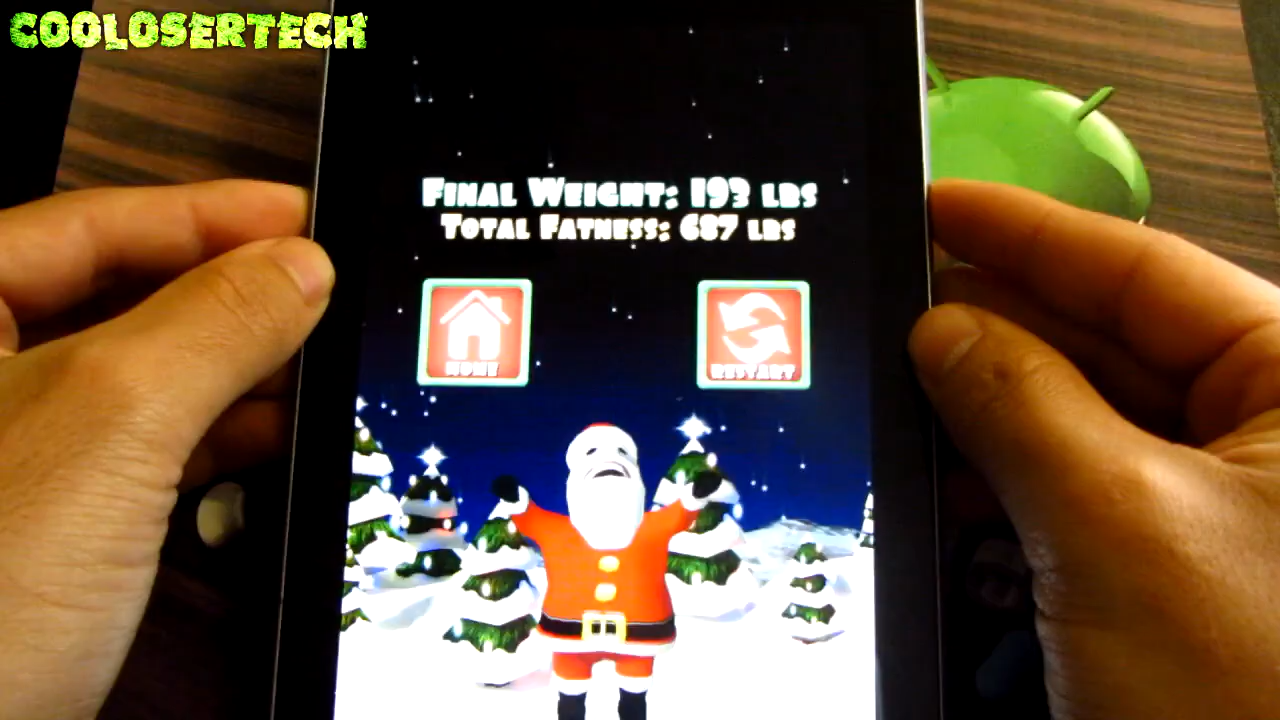 COOLOSERTECH
FINAL WEIGHT: 193 LBS
TOTAL FATNESS: 687 LBS
HOME
RESTART